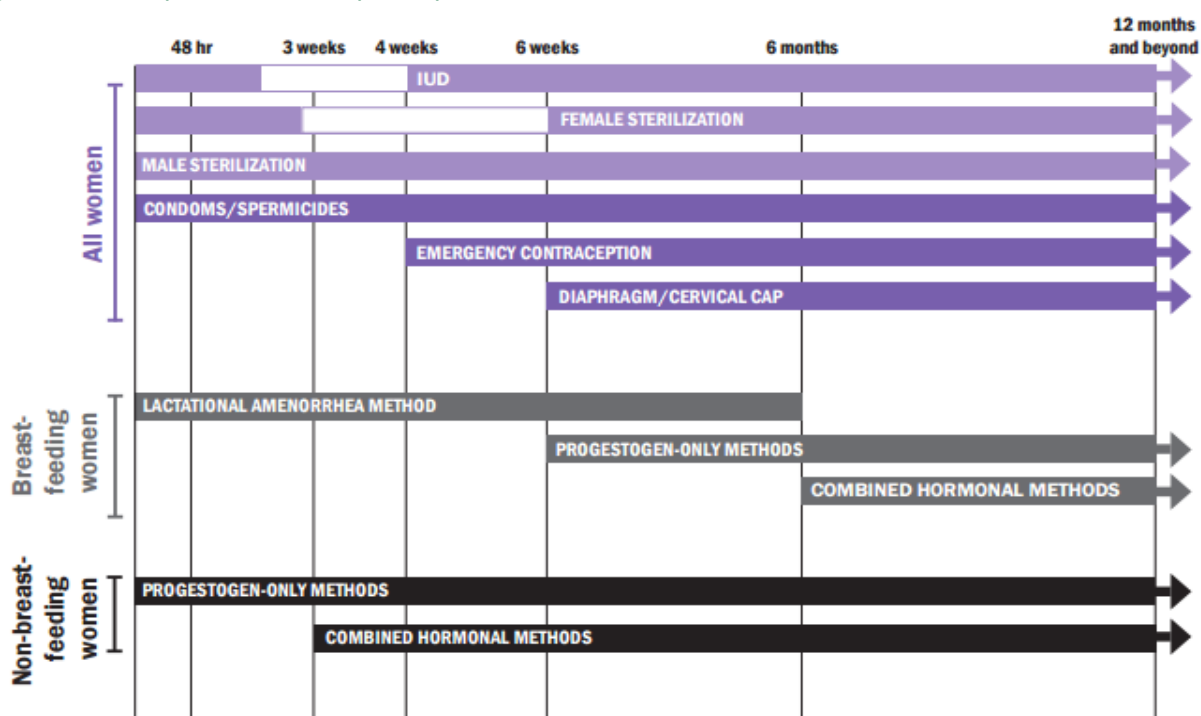 12 months
48 hr 3 weeks 4 weeks 6 weeks 6 months and beyond
IUD
FEMALE STERILIZATION
MALE STERILIZATION
CONDOMS/SPERMICIDES
EMERGENCY CONTRACEPTION
DIAPHRAGM/CERVICAL CAP
All women
LACTATIONAL AMENORRHEA METHOD
PROGESTOGEN-ONLY METHODS
COMBINED HORMONAL METHODS
Breast-
feeding
women
PROGESTOGEN-ONLY METHODS
COMBINED HORMONAL METHODS
Non-breast-
feeding
women